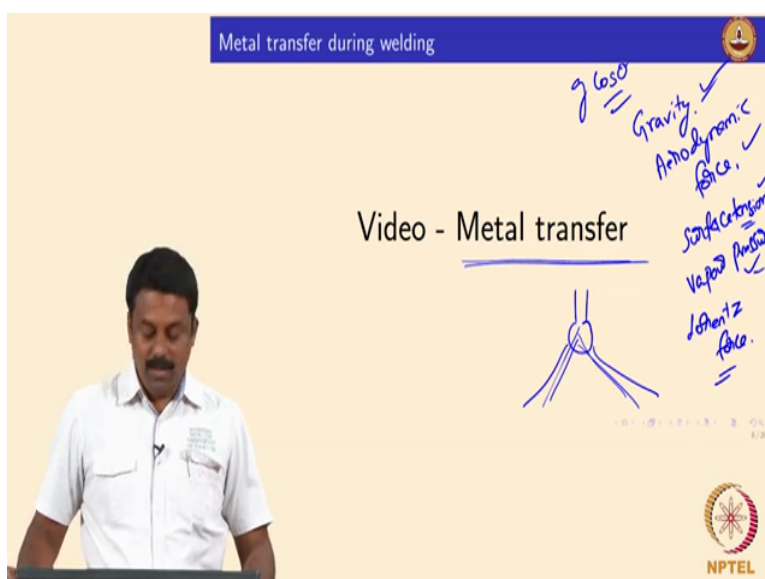 Metal transfer during welding
g cosθ
Gravity.
Aerodynamic
force.
Video - Metal transfer
surface tension
vapour pressure
Lorentz
force.
NPTEL